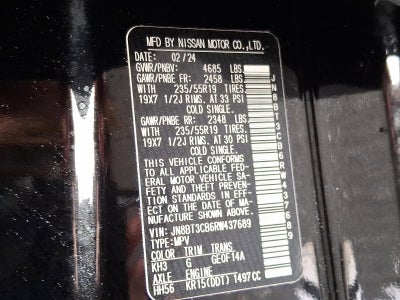 MFD BY NISSAN MOTOR CO.,LTD.
DATE: 02/24
GVWR/PNBV: 4685 LBS
GAWR/PNBE FR: 2458 LBS
WITH 235/55R19 TIRES,
19X7 1/2J RIMS, AT 33 PSI
COLD SINGLE.
GAWR/PNBE RR: 2348 LBS
WITH 235/55R19 TIRES,
19X7 1/2J RIMS, AT 30 PSI
COLD SINGLE.
THIS VEHICLE CONFORMS
TO ALL APPLICABLE FED-
ERAL MOTOR VEHICLE SA-
FETY AND THEFT PREV-
ENTION STANDARDS IN EFF-
ECT ON THE DATE OF MA-
NUFACTURE SHOWN ABOVE.
VIN: JN8BT3CB6RW437689
TYPE:MPV
COLOR TRIM TRANS
KH3 G GE0F14A
AXLE ENGINE
HH56 KR15(DDT) 1497CC
JN8BT3CB6RW437689